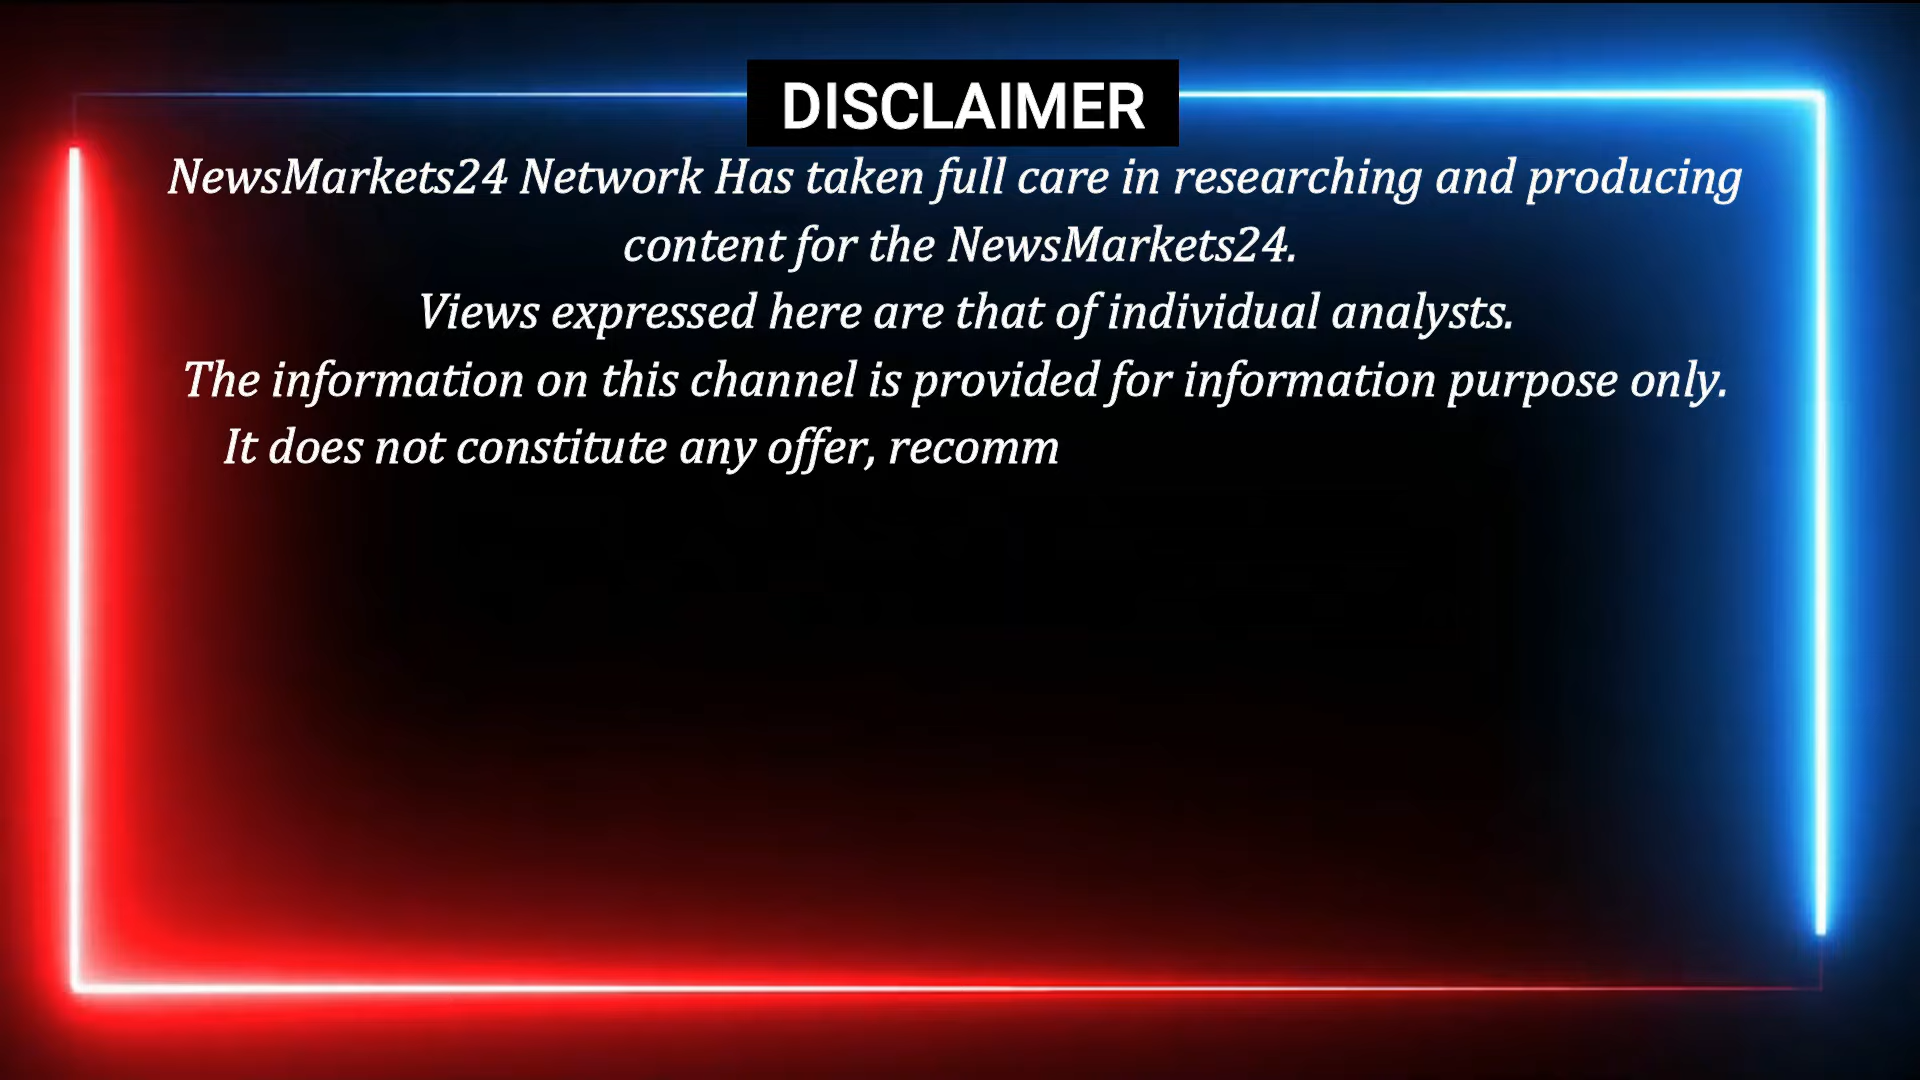 DISCLAIMER
NewsMarkets24 Network Has taken full care in researching and producing
content for the NewsMarkets24.
Views expressed here are that of individual analysts.
The information on this channel is provided for information purpose only.
It does not constitute any offer, recomm